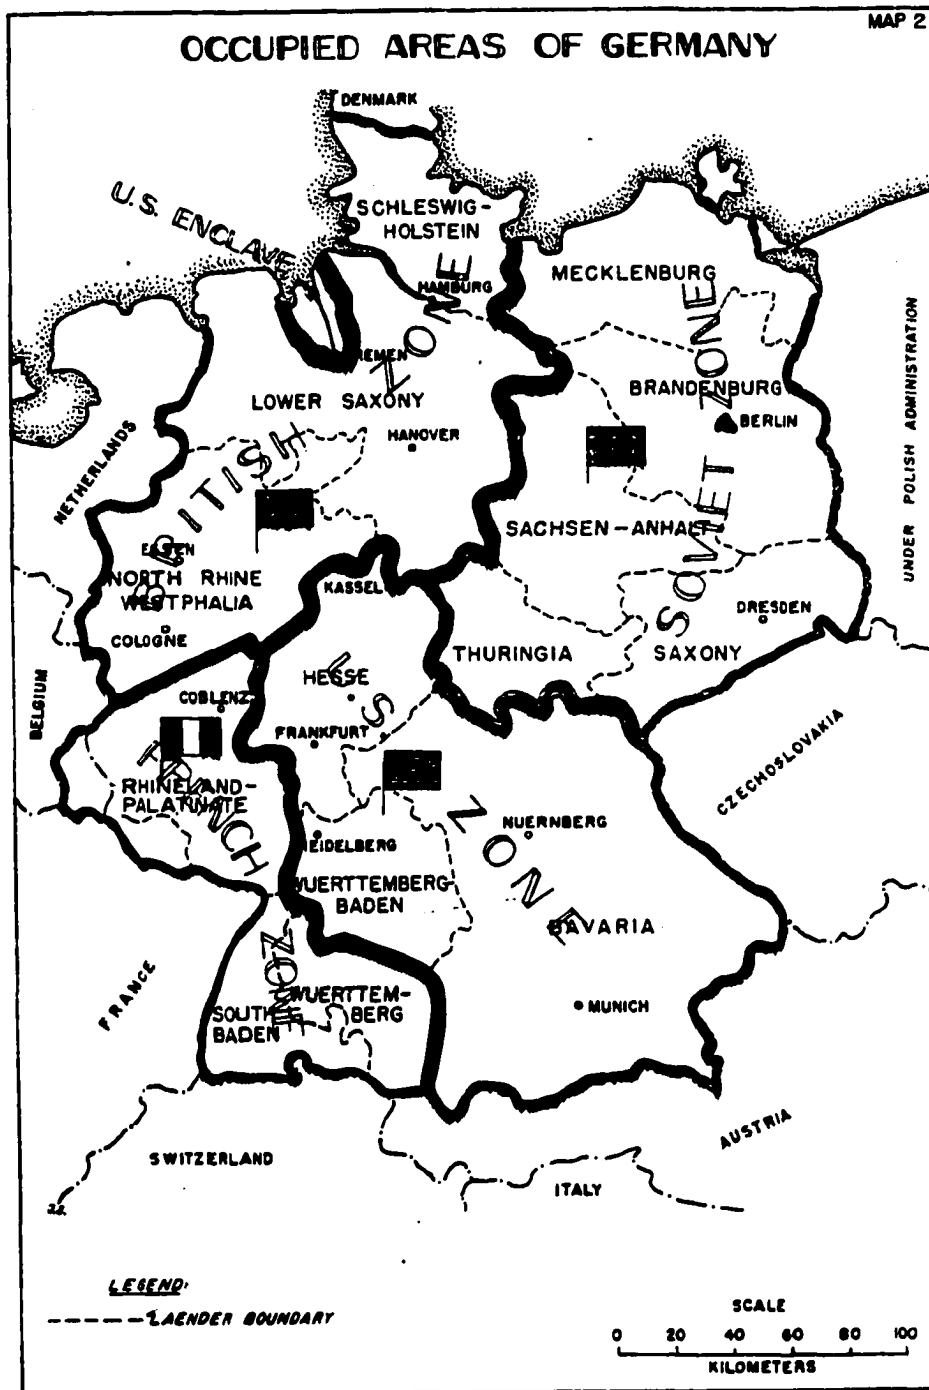 MAP 2
OCCUPIED AREAS OF GERMANY
DENMARK
U.S. ENCLAVE
SCHLESWIG-
HOLSTEIN
HAMBURG
MECKLENBURG
BREMEN
LOWER SAXONY
HANOVER
BRANDENBURG
BERLIN
NETHERLANDS
UNDER POLISH ADMINISTRATION
BRITISH ZONE
SOVIET ZONE
SACHSEN-ANHALT
ESSEN
NORTH RHINE
WESTPHALIA
COLOGNE
KASSEL
DRESDEN
THURINGIA
SAXONY
BELGIUM
COBLENZ
HESSE
FRANKFURT
U.S. ZONE
RHINELAND-
PALATINATE
FRENCH ZONE
CZECHOSLOVAKIA
NUERNBERG
HEIDELBERG
WUERTTEMBERG-
BADEN
BAVARIA
FRANCE
SOUTH
BADEN
WUERTTEM-
BERG
MUNICH
AUSTRIA
SWITZERLAND
ITALY
J.S.
LEGEND:
LAENDER BOUNDARY
SCALE
0 20 40 60 80 100
KILOMETERS